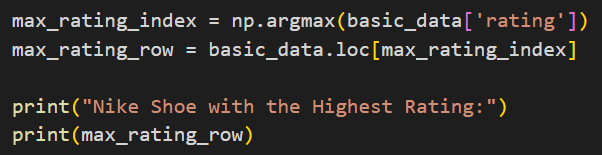 max_rating_index = np.argmax(basic_data['rating'])
max_rating_row = basic_data.loc[max_rating_index]
print("Nike Shoe with the Highest Rating:")
print(max_rating_row)